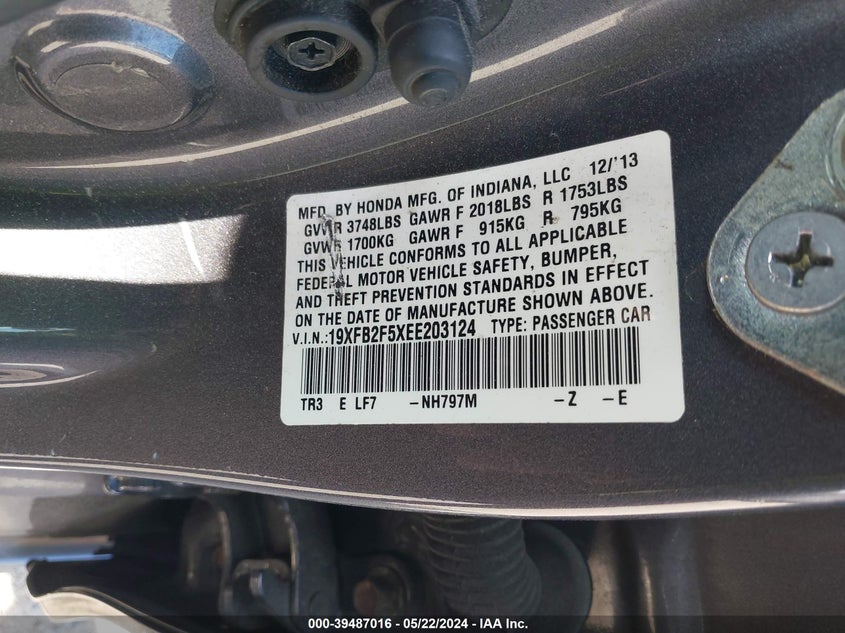 MFD. BY HONDA MFG. OF INDIANA, LLC 12/'13
GVWR 3748LBS GAWR F 2018LBS R 1753LBS
GVWR 1700KG GAWR F 915KG R 795KG
THIS VEHICLE CONFORMS TO ALL APPLICABLE
FEDERAL MOTOR VEHICLE SAFETY, BUMPER,
AND THEFT PREVENTION STANDARDS IN EFFECT
ON THE DATE OF MANUFACTURE SHOWN ABOVE.
V.I.N.:19XFB2F5XEE203124 TYPE: PASSENGER CAR
TR3 E LF7 -NH797M -Z -E
000-39487016 - 05/22/2024 - IAA Inc.